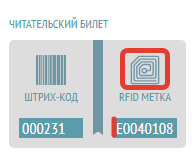 ЧИТАТЕЛЬСКИЙ БИЛЕТ
ШТРИХ-КОД
RFID МЕТКА
000231
E0040108